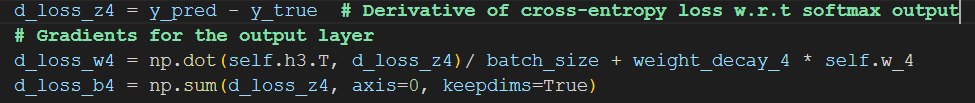 d_loss_z4 = y_pred - y_true  # Derivative of cross-entropy loss w.r.t softmax output
# Gradients for the output layer
d_loss_w4 = np.dot(self.h3.T, d_loss_z4)/ batch_size + weight_decay_4 * self.w_4
d_loss_b4 = np.sum(d_loss_z4, axis=0, keepdims=True)